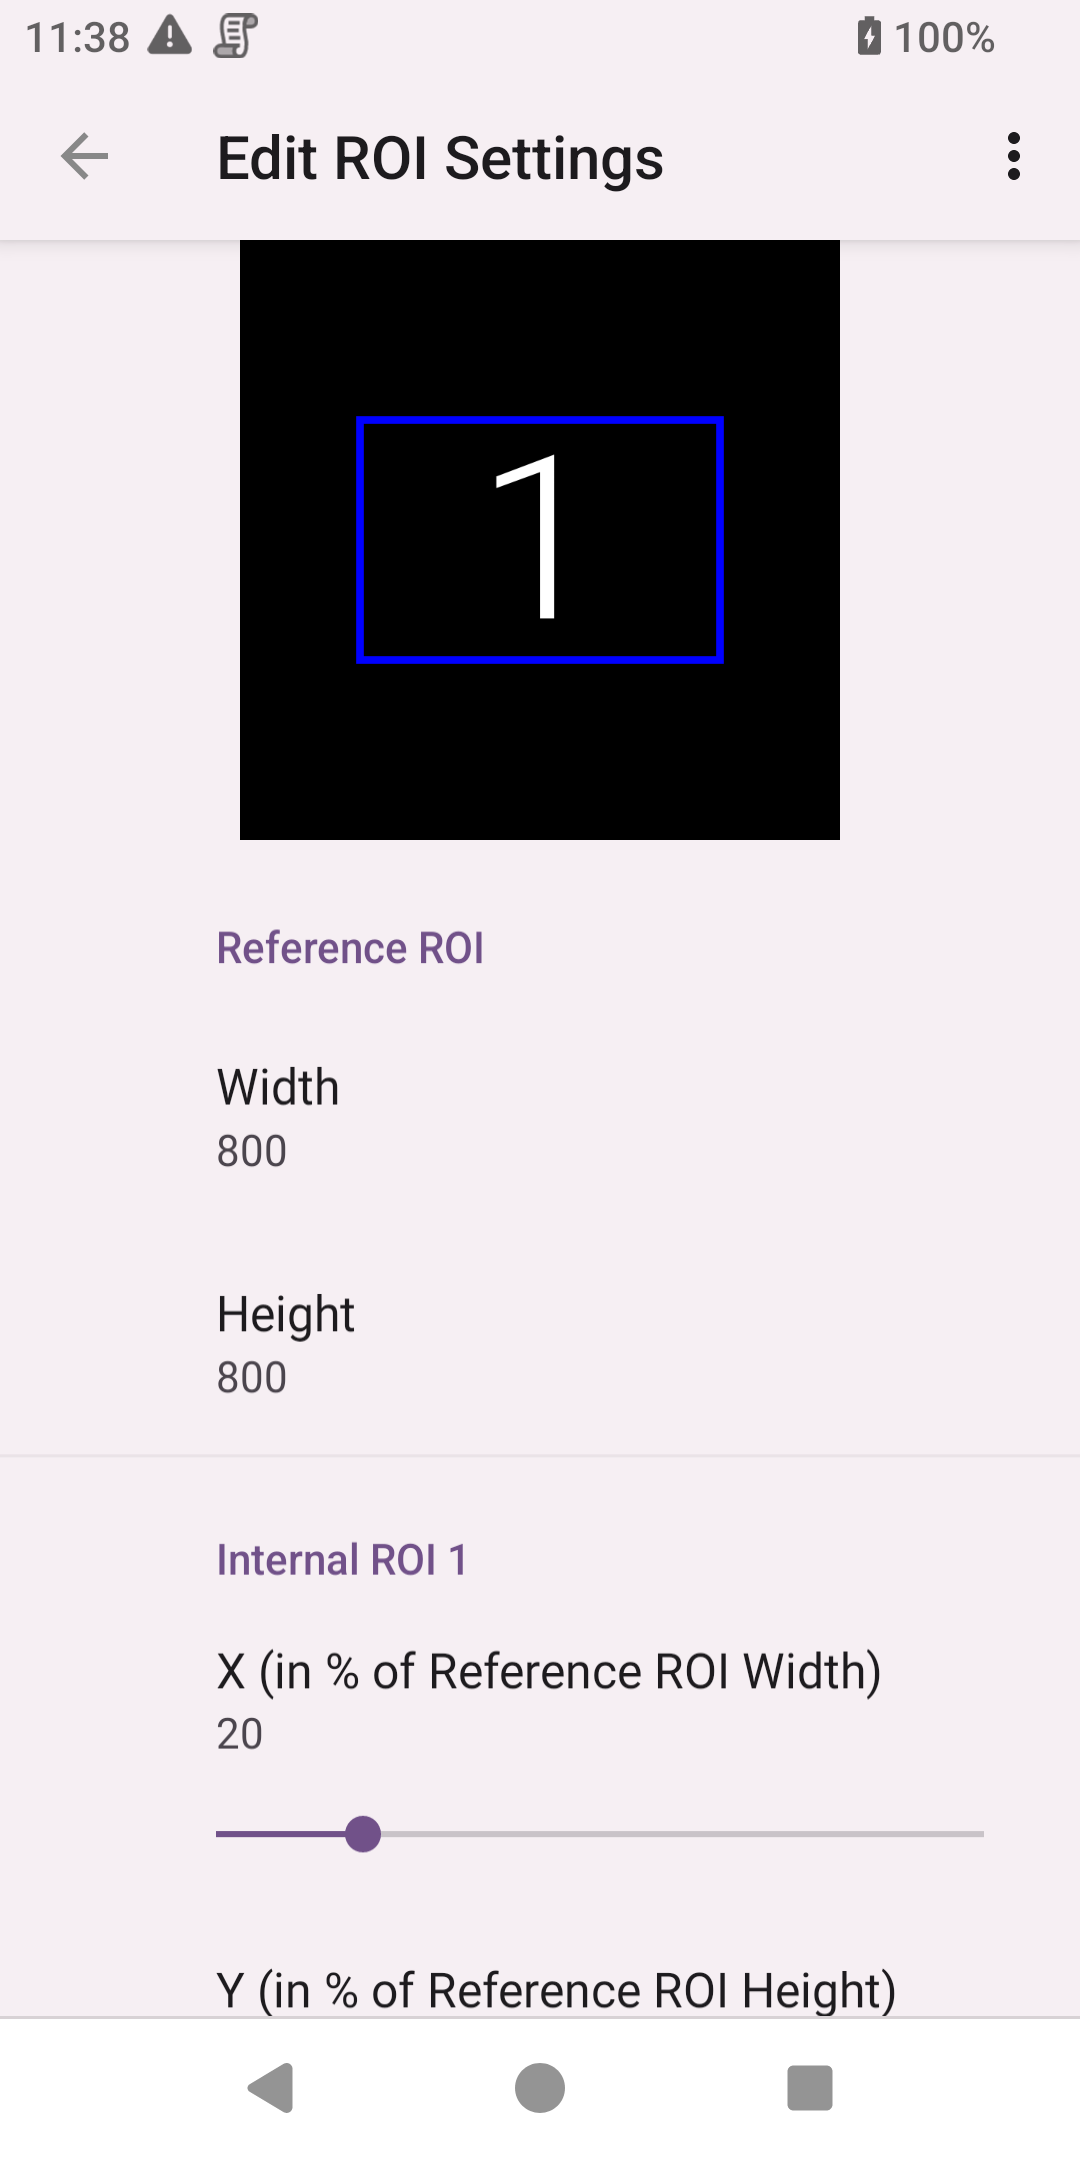 11:38
100%
Edit ROI Settings
1
Reference ROI
Width
800
Height
800
Internal ROI 1
X (in % of Reference ROI Width)
20
Y (in % of Reference ROI Height)